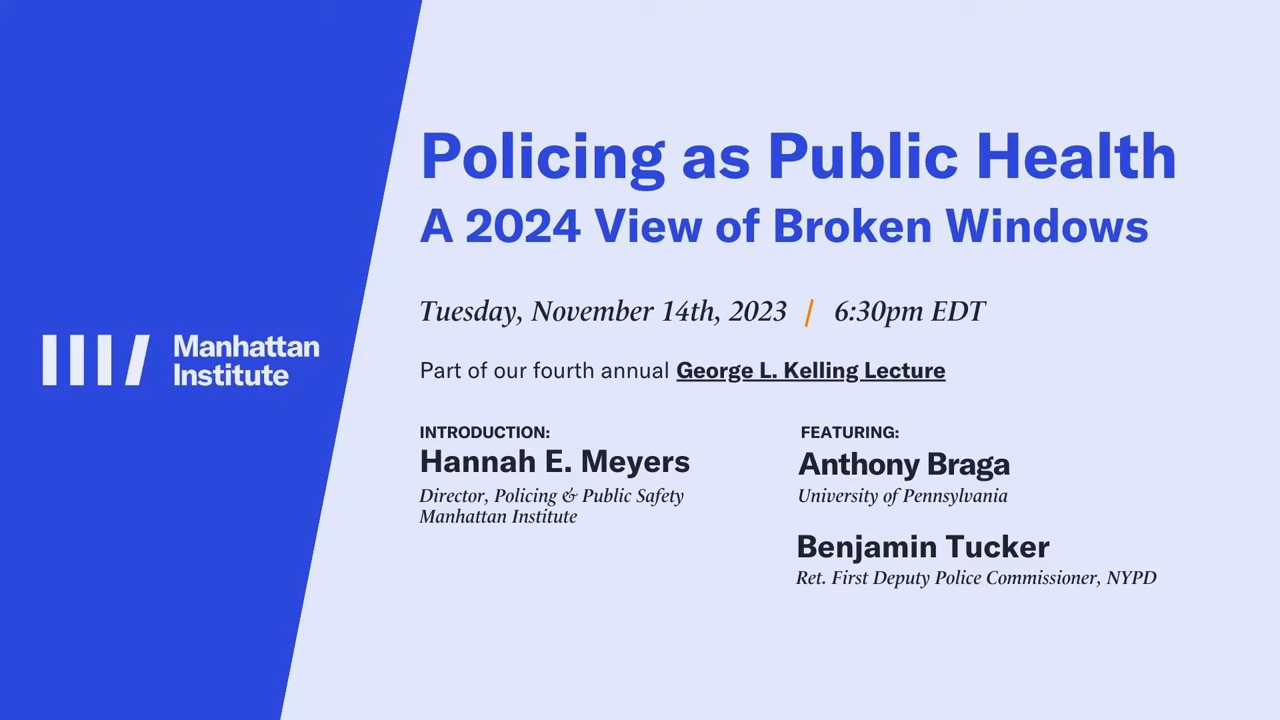 Manhattan
Institute
Policing as Public Health
A 2024 View of Broken Windows
Tuesday, November 14th, 2023 / 6:30pm EDT
Part of our fourth annual George L. Kelling Lecture
INTRODUCTION:
Hannah E. Meyers
Director, Policing & Public Safety
Manhattan Institute
FEATURING:
Anthony Braga
University of Pennsylvania
Benjamin Tucker
Ret. First Deputy Police Commissioner, NYPD